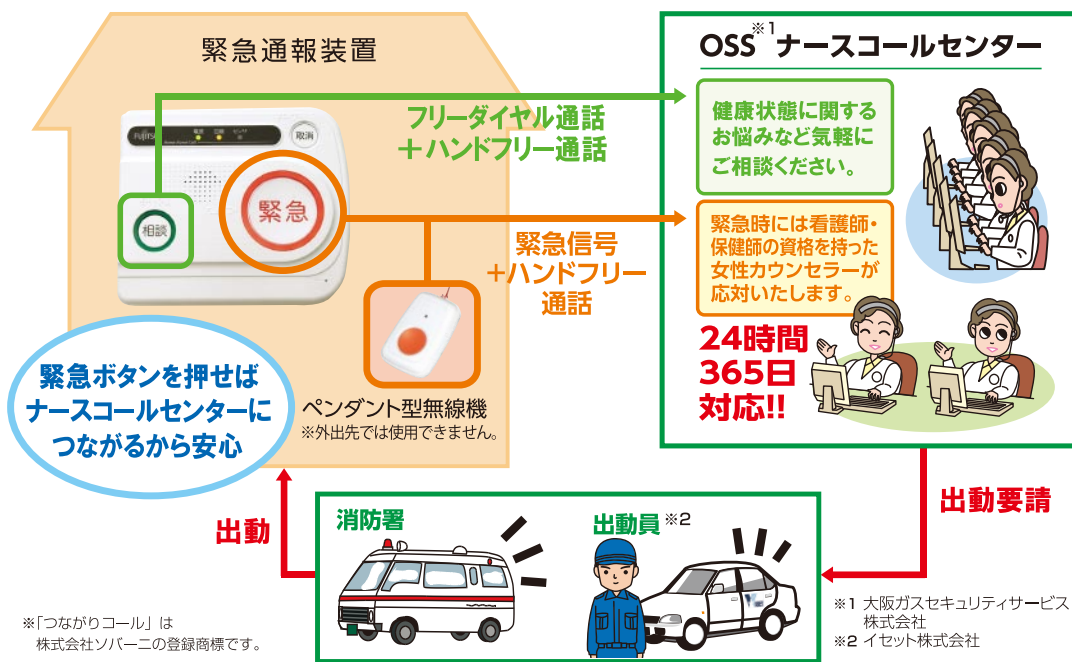 緊急通報装置
FUJITSU
電源
取消
相談
緊急
フリーダイヤル通話
＋ハンドフリー通話
緊急信号
＋ハンドフリー
通話
ペンダント型無線機
※外出先では使用できません。
緊急ボタンを押せば
ナースコールセンターに
つながるから安心
OSS※1ナースコールセンター
健康状態に関する
お悩みなど気軽に
ご相談ください。
緊急時には看護師・
保健師の資格を持った
女性カウンセラーが
応対いたします。
24時間
365日
対応!!
出動要請
消防署
出動員※2
出動
※1 大阪ガスセキュリティサービス
株式会社
※2 イセット株式会社
※「つながりコール」は
株式会社ソバーニの登録商標です。